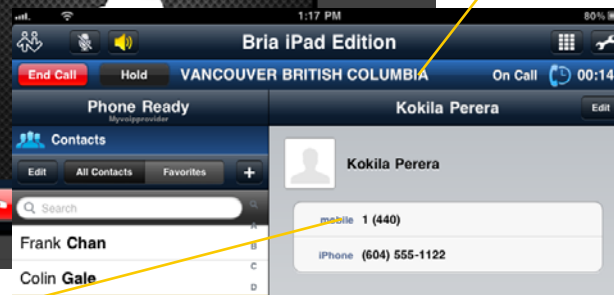 1:17 PM 80%
Bria iPad Edition
End Call Hold VANCOUVER BRITISH COLUMBIA On Call 00:14
Phone Ready
Myvoipprovider
Kokila Perera Edit
Contacts
Edit All Contacts Favorites +
Kokila Perera
Search
mobile 1 (440)
A
Frank Chan
B
iPhone (604) 555-1122
C
Colin Gale
D